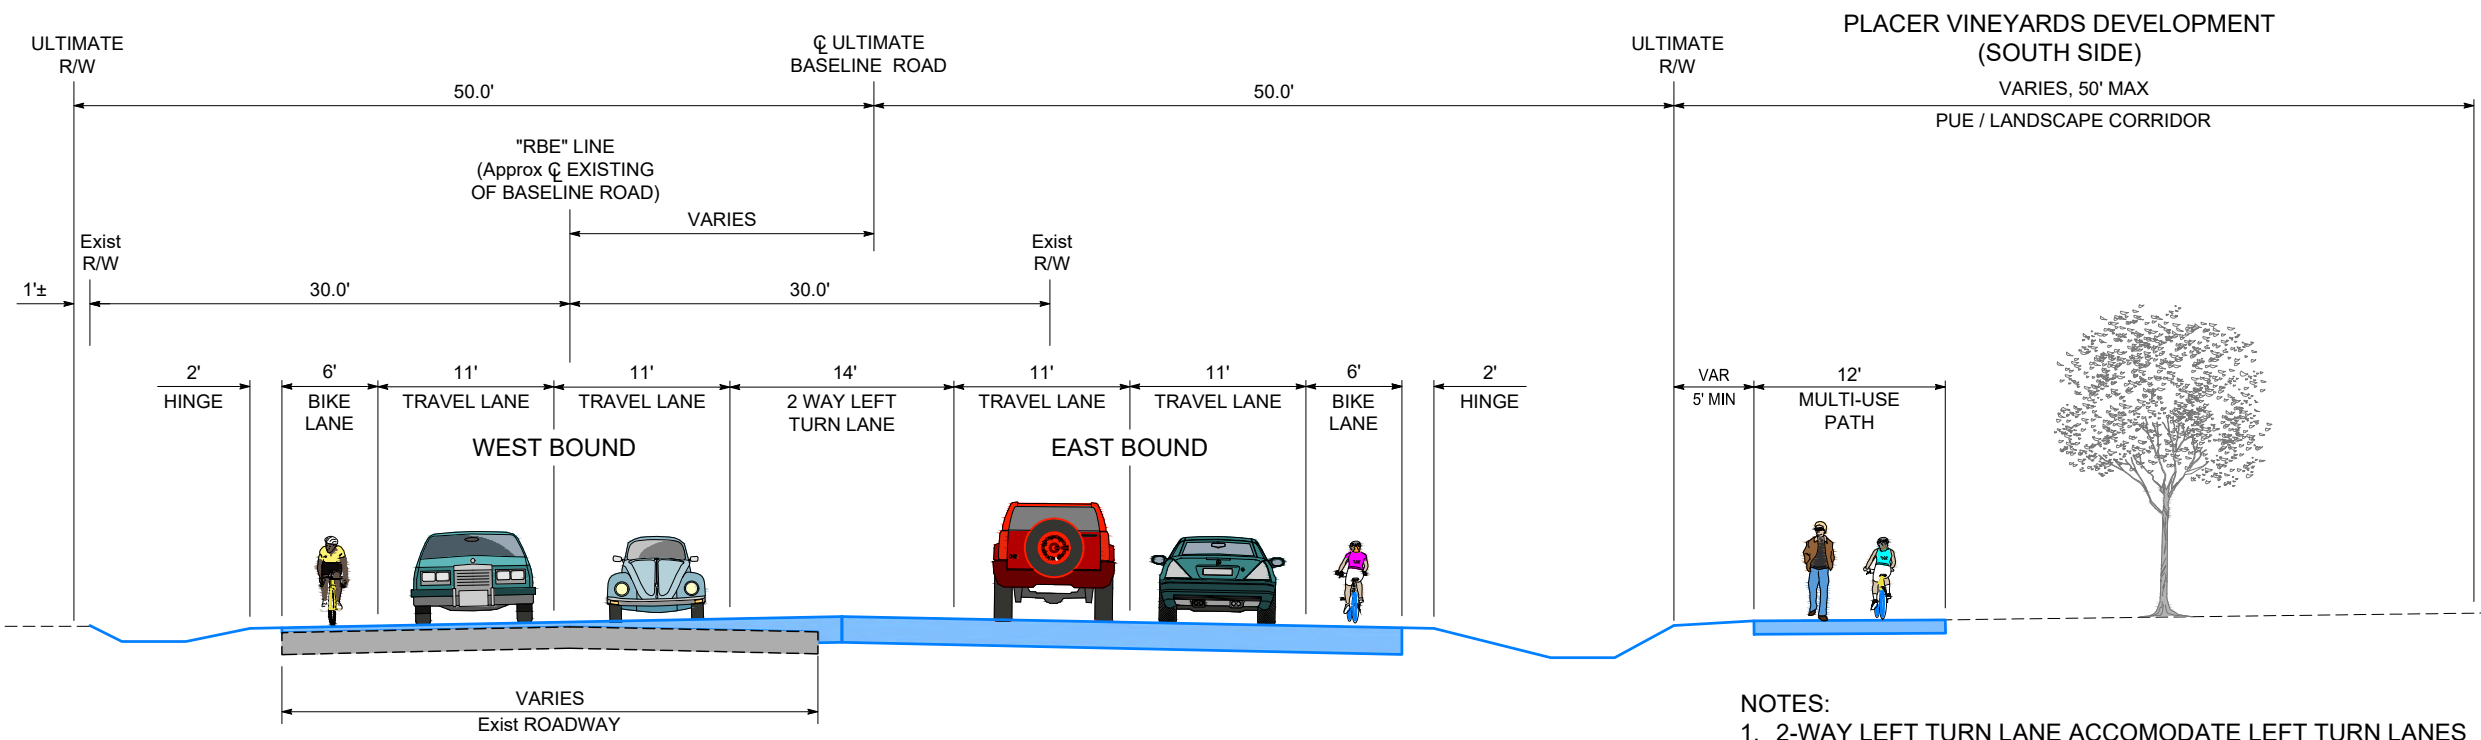 PLACER VINEYARDS DEVELOPMENT
(SOUTH SIDE)
ULTIMATE
R/W
℄ ULTIMATE
BASELINE ROAD
ULTIMATE
R/W
50.0'
50.0'
VARIES, 50' MAX
PUE / LANDSCAPE CORRIDOR
"RBE" LINE
(Approx ℄ EXISTING
OF BASELINE ROAD)
VARIES
Exist
R/W
Exist
R/W
1'±
30.0'
30.0'
2'
HINGE
6'
BIKE
LANE
11'
TRAVEL LANE
11'
TRAVEL LANE
14'
2 WAY LEFT
TURN LANE
11'
TRAVEL LANE
11'
TRAVEL LANE
6'
BIKE
LANE
2'
HINGE
VAR
5' MIN
12'
MULTI-USE
PATH
WEST BOUND
EAST BOUND
VARIES
Exist ROADWAY
NOTES:
1. 2-WAY LEFT TURN LANE ACCOMODATE LEFT TURN LANES